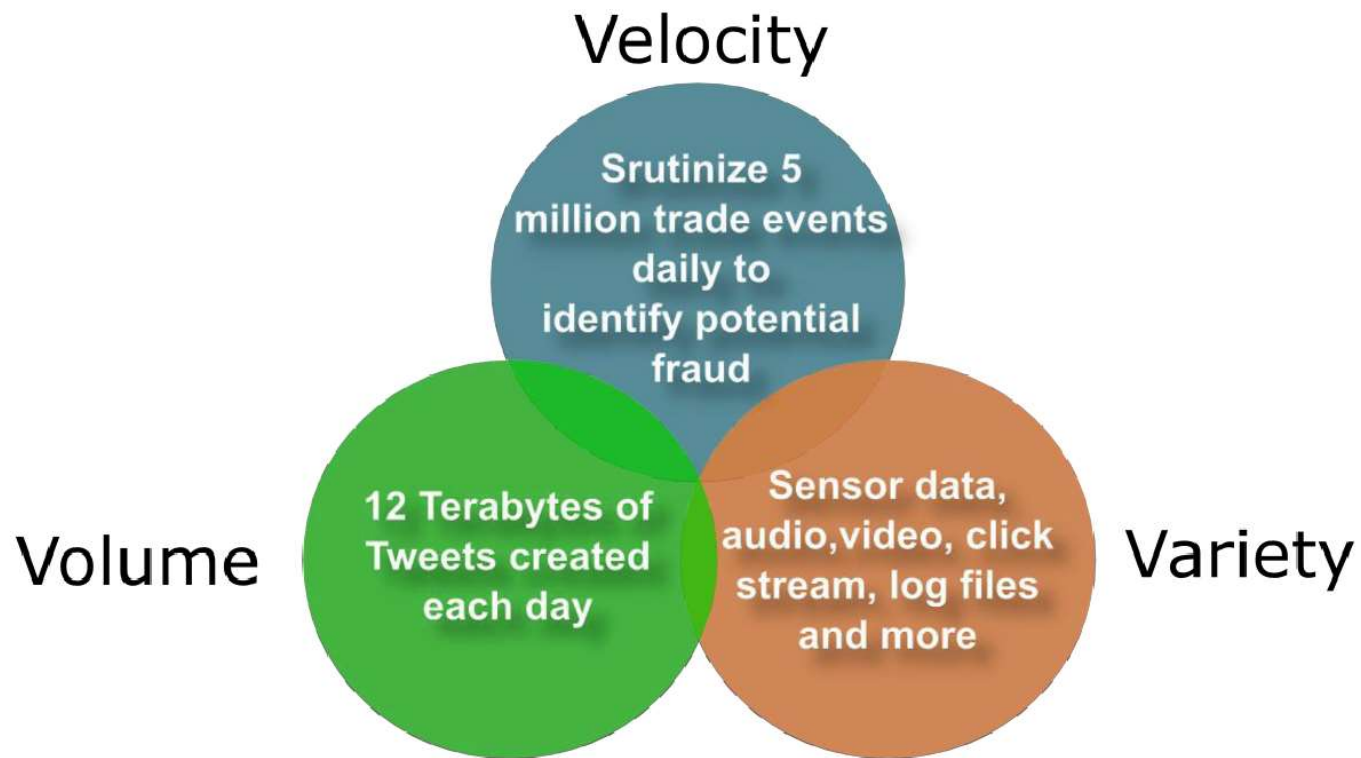 Velocity
Srutinize 5
million trade events
daily to
identify potential
fraud
Volume
12 Terabytes of
Tweets created
each day
Sensor data,
audio,video, click
stream, log files
and more
Variety